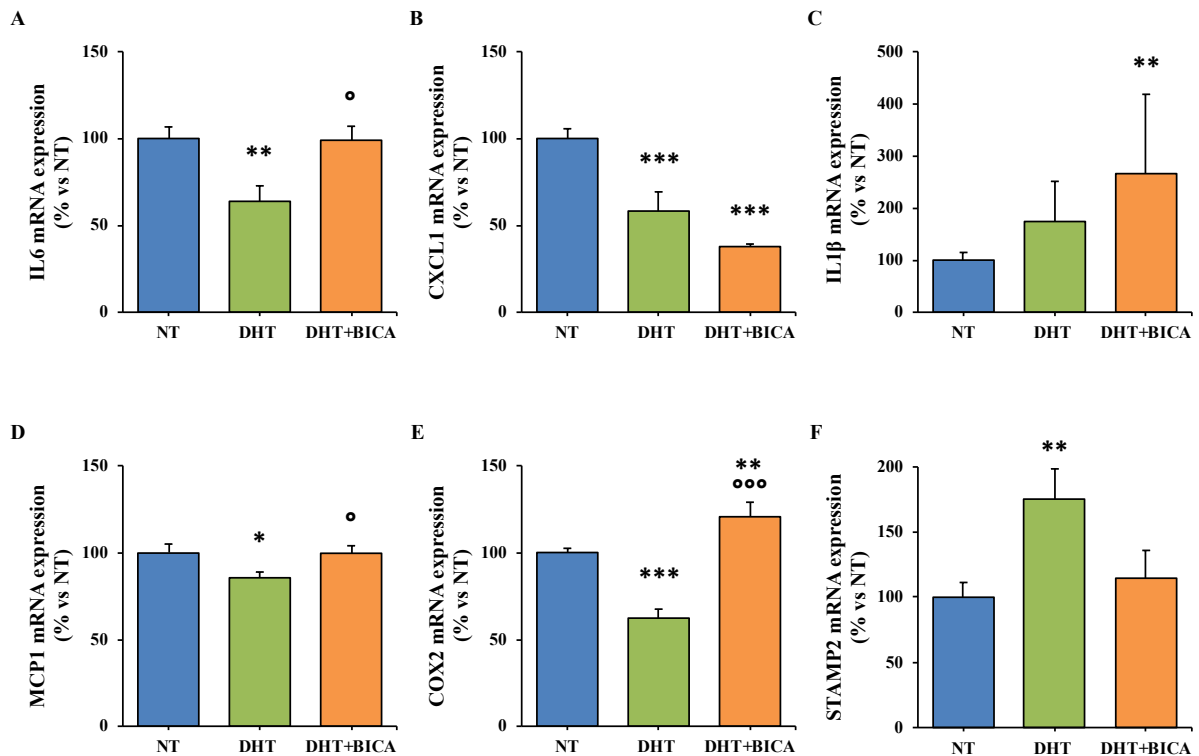 A
IL6 mRNA expression
(% vs NT)
150
100
50
0
**
°
NT DHT DHT+BICA
B
CXCL1 mRNA expression
(% vs NT)
150
100
50
0
***
***
NT DHT DHT+BICA
C
IL1β mRNA expression
(% vs NT)
500
400
300
200
100
0
**
NT DHT DHT+BICA
D
MCP1 mRNA expression
(% vs NT)
150
100
50
0
*
°
NT DHT DHT+BICA
E
COX2 mRNA expression
(% vs NT)
150
100
50
0
***
**
°°°
NT DHT DHT+BICA
F
STAMP2 mRNA expression
(% vs NT)
200
150
100
50
0
**
NT DHT DHT+BICA